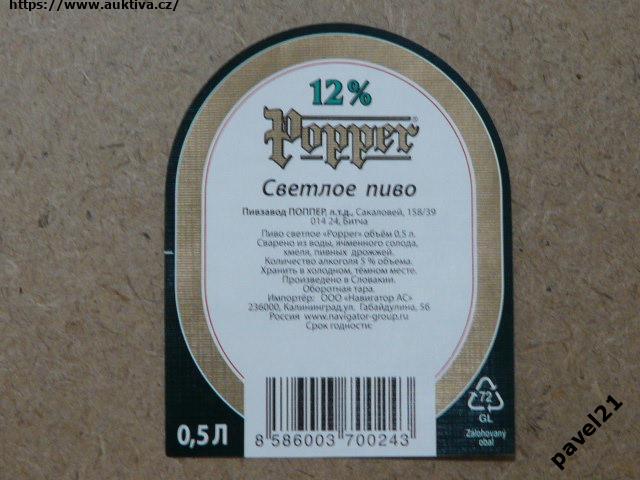 https://www.auktiva.cz/
12%
Popper
Светлое пиво
Пивзавод ПОППЕР, л.т.д., Сакаловей, 158/39
014 24, Битча
Пиво светлое «Popper» объём 0,5 л.
Сварено из воды, ячменного солода,
хмеля, пивных дрожжей.
Количество алкоголя 5 % объема.
Хранить в холодном, тёмном месте.
Произведено в Словакии.
Оборотная тара.
Импортёр: ООО «Навигатор АС»
236000, Калининград,ул. Габайдулина, 56
Россия www.navigator-group.ru
Срок годности:
0,5 Л
8 586003 700243
72
GL
Zálohovaný
obal
pavel21